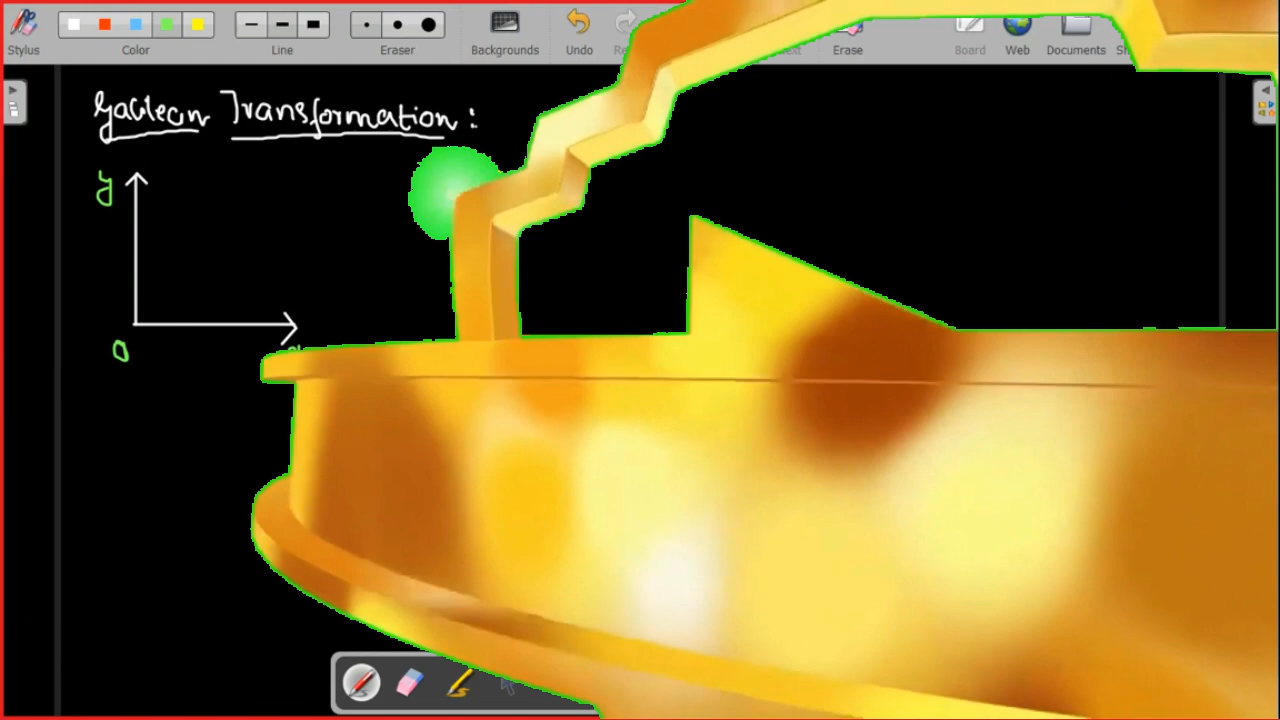 Stylus Color Line Eraser Backgrounds Undo Erase Board Web Documents
Galilean Transformation :
y
o